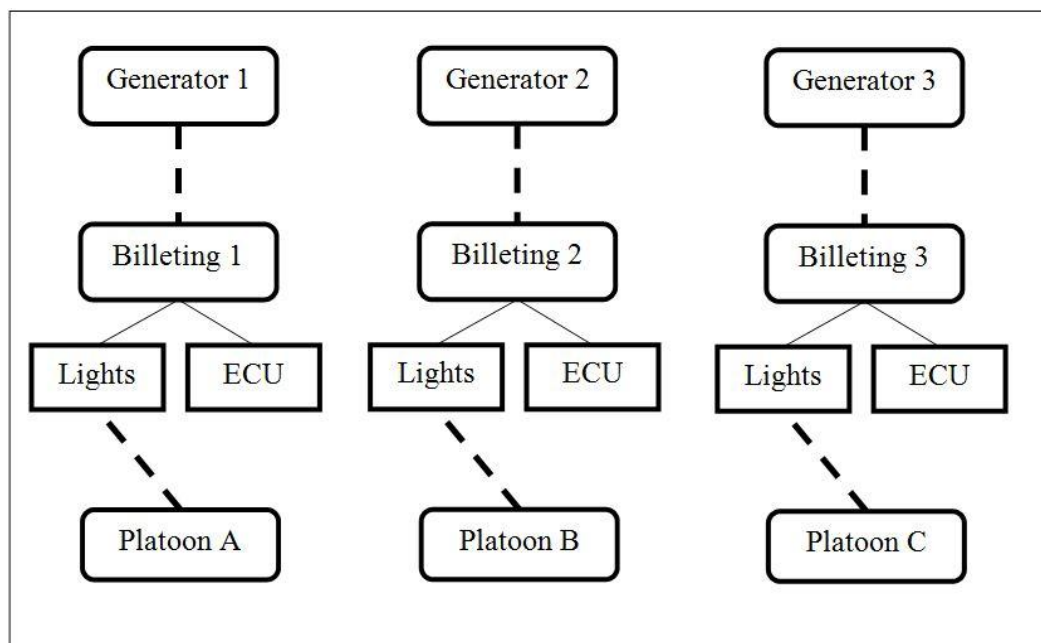 Generator 1
Generator 2
Generator 3
Billeting 1
Billeting 2
Billeting 3
Lights
ECU
Lights
ECU
Lights
ECU
Platoon A
Platoon B
Platoon C